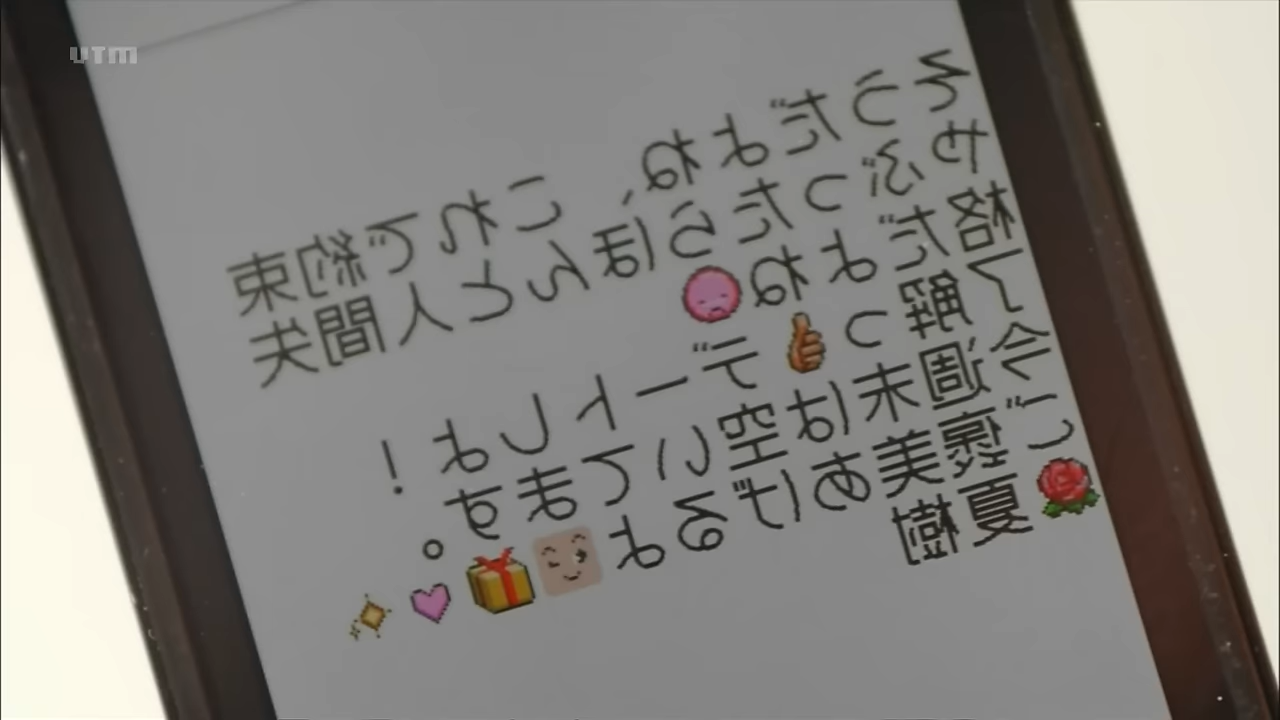 VTM
そうだよね、これで約束
やぶったらほんと人間失
格だよね
了解っデートしよ!
今週末は空いてます。
ご褒美あげるよ
夏樹